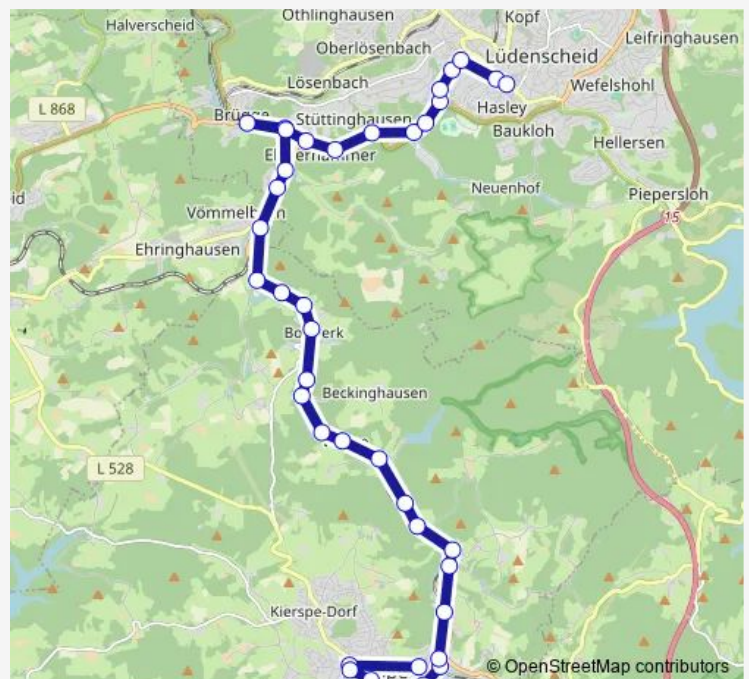 Othlinghausen
Kopf
Halverscheid
Leifringhausen
Oberlösenbach
Lüdenscheid
Lösenbach
Wefelshohl
L 868
Hasley
Brügge
Stüttinghausen
Baukloh
Hellersen
Neuenhof
Piepersloh
15
Ehringhausen
Beckinghausen
L 528
Kierspe-Dorf
© OpenStreetMap contributors